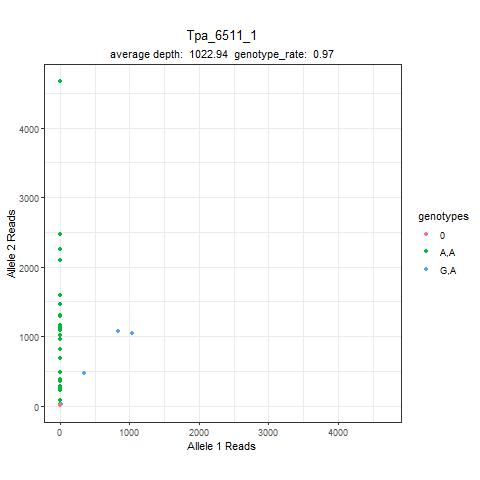 Tpa_6511_1
average depth: 1022.94 genotype_rate: 0.97
Allele 2 Reads
4000
3000
2000
1000
0
0 1000 2000 3000 4000
Allele 1 Reads
genotypes
0
A,A
G,A